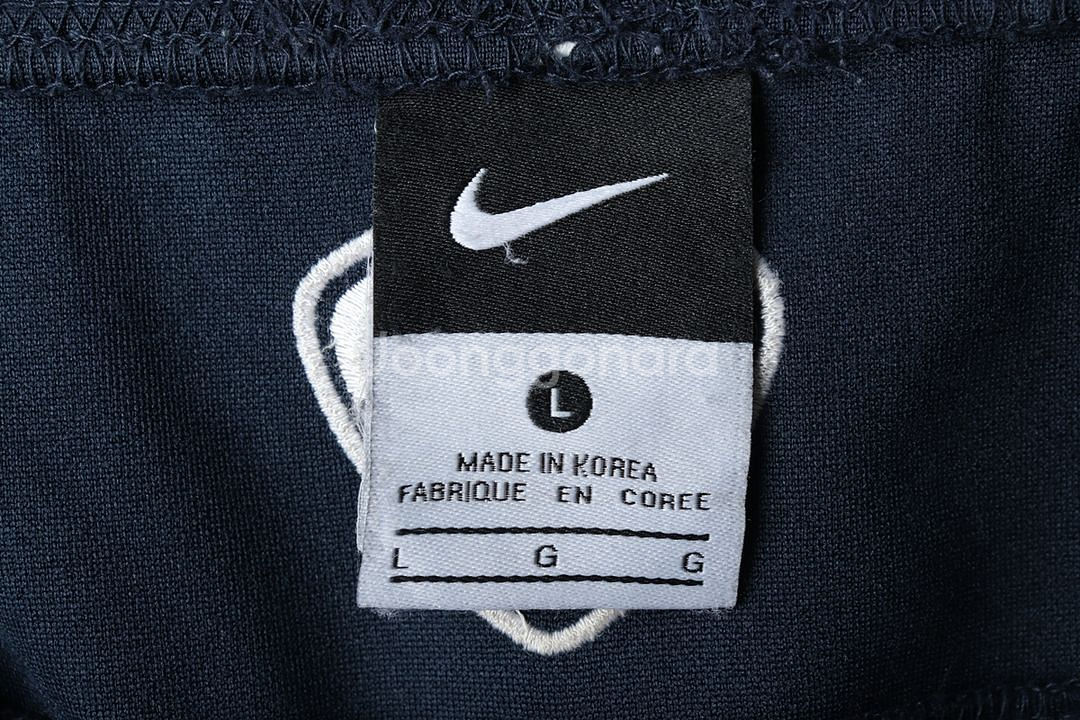 L
MADE IN KOREA
FABRIQUE EN COREE
L G G